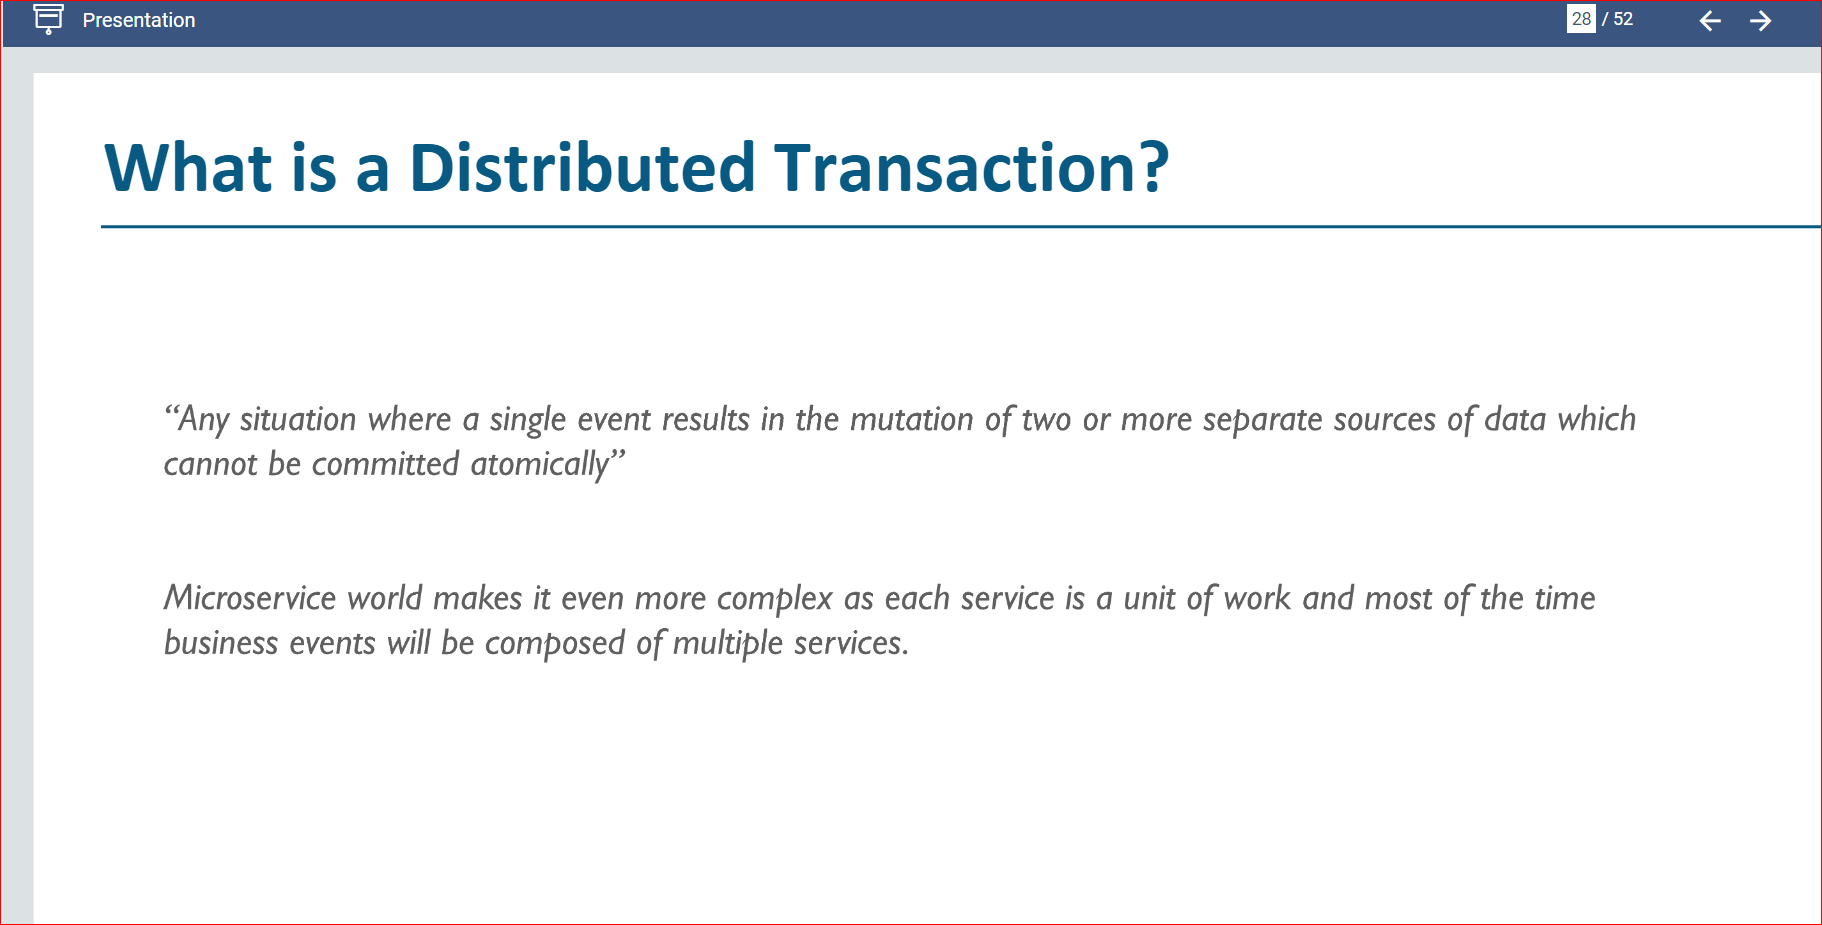 Presentation
28 / 52
What is a Distributed Transaction?
“Any situation where a single event results in the mutation of two or more separate sources of data which
cannot be committed atomically”
Microservice world makes it even more complex as each service is a unit of work and most of the time
business events will be composed of multiple services.